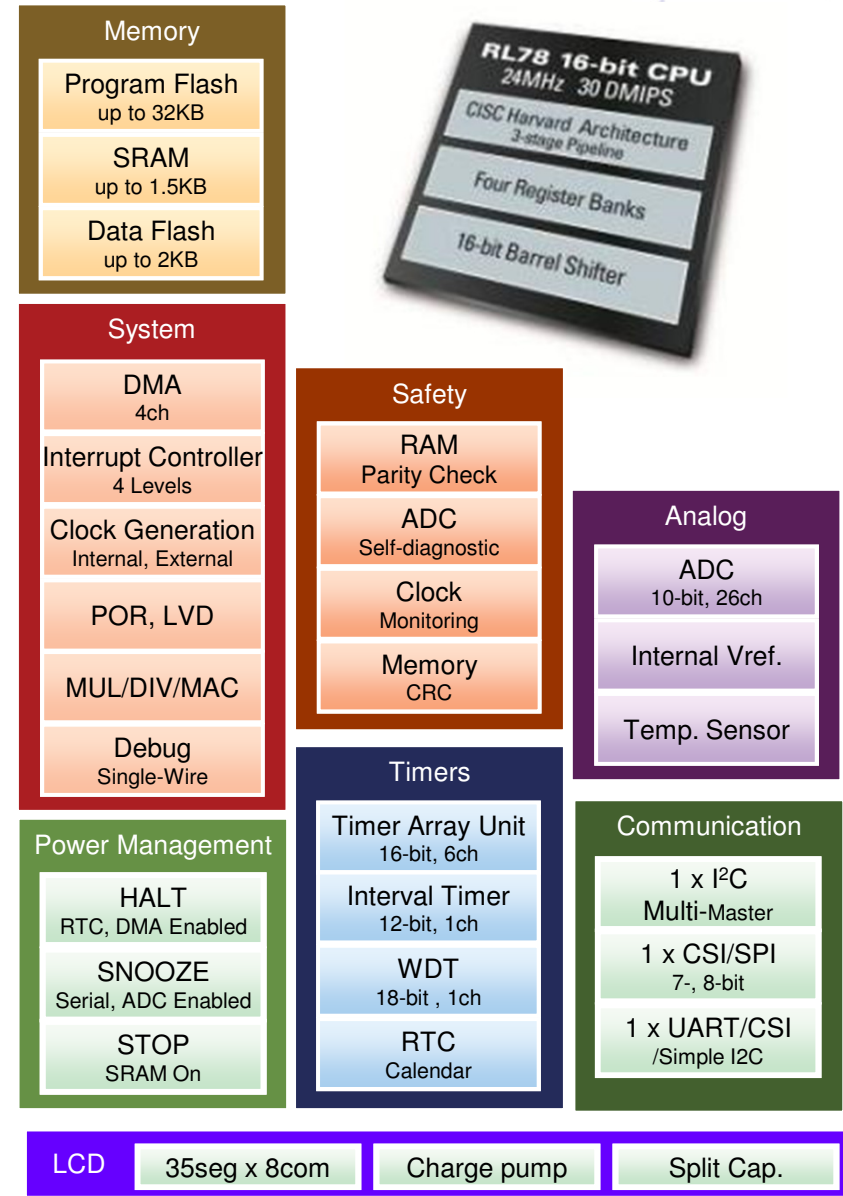 Memory
Program Flash
up to 32KB
SRAM
up to 1.5KB
Data Flash
up to 2KB
RL78 16-bit CPU
24MHz 30 DMIPS
CISC Harvard Architecture
3-stage Pipeline
Four Register Banks
16-bit Barrel Shifter
System
DMA
4ch
Interrupt Controller
4 Levels
Clock Generation
Internal, External
POR, LVD
MUL/DIV/MAC
Debug
Single-Wire
Safety
RAM
Parity Check
ADC
Self-diagnostic
Clock
Monitoring
Memory
CRC
Analog
ADC
10-bit, 26ch
Internal Vref.
Temp. Sensor
Power Management
HALT
RTC, DMA Enabled
SNOOZE
Serial, ADC Enabled
STOP
SRAM On
Timers
Timer Array Unit
16-bit, 6ch
Interval Timer
12-bit, 1ch
WDT
18-bit , 1ch
RTC
Calendar
Communication
1 x I²C
Multi-Master
1 x CSI/SPI
7-, 8-bit
1 x UART/CSI
/Simple I2C
LCD
35seg x 8com
Charge pump
Split Cap.